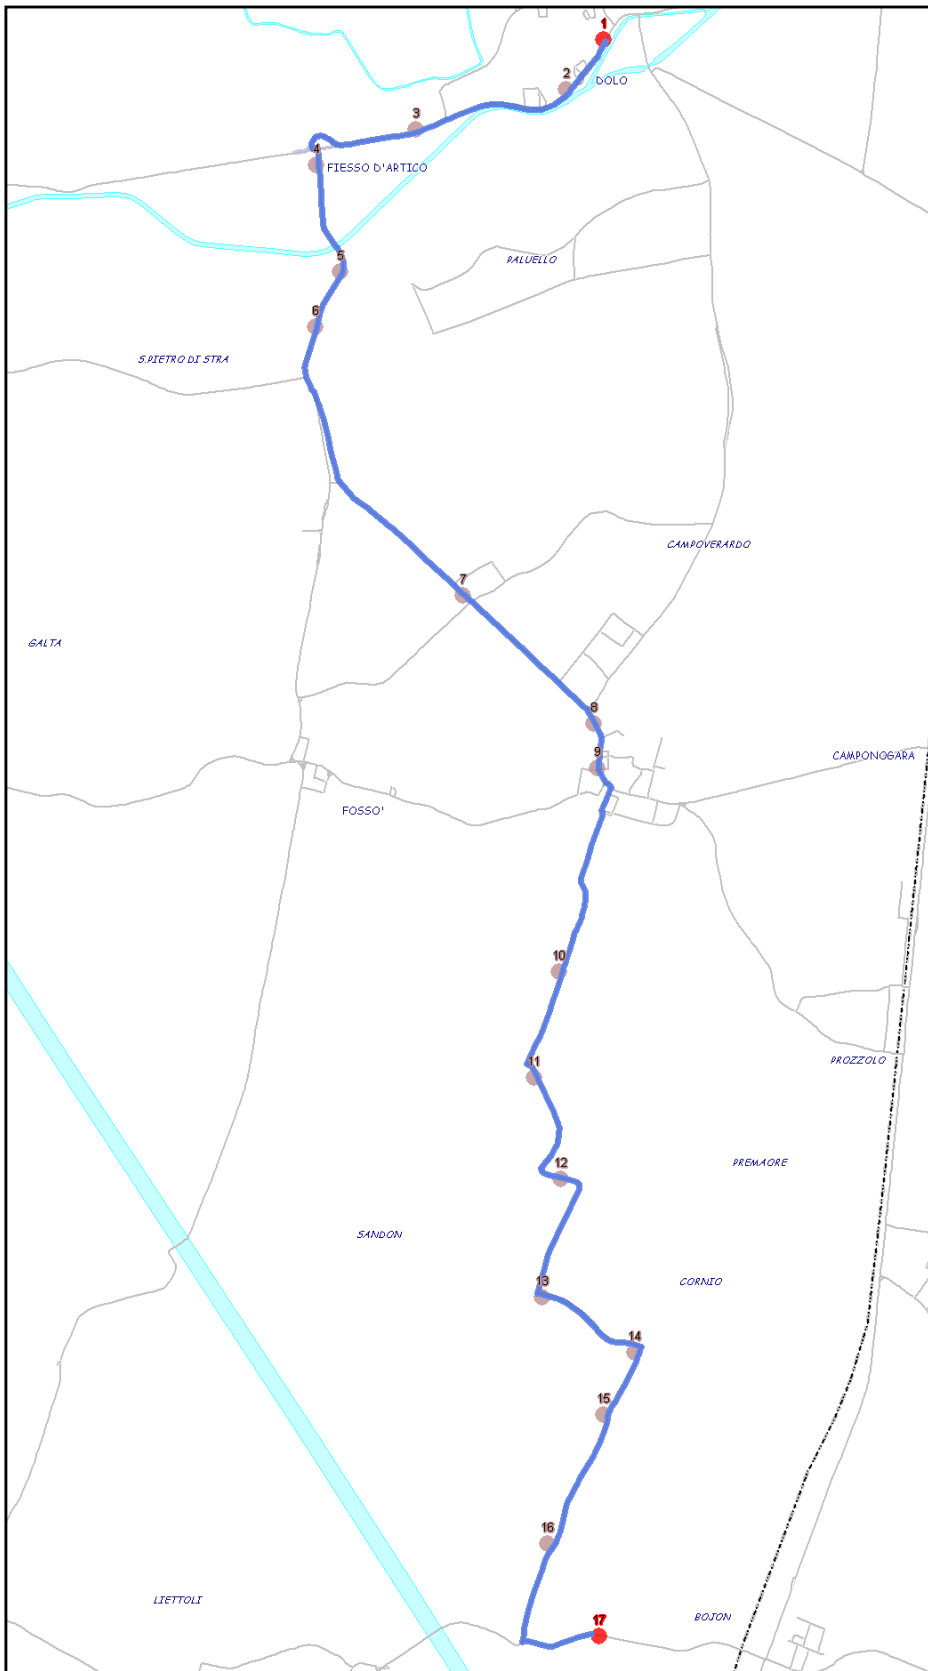 1
2
DOLO
3
4
FIESSO D'ARTICO
5
PALUELLO
6
S.PIETRO DI STRA
CAMPOVERARDO
7
GALTA
8
CAMPONOGARA
9
FOSSO'
10
PROZZOLO
11
PREMAORE
12
SANDON
CORNIO
13
14
15
16
LIETTOLI
BOJON
17